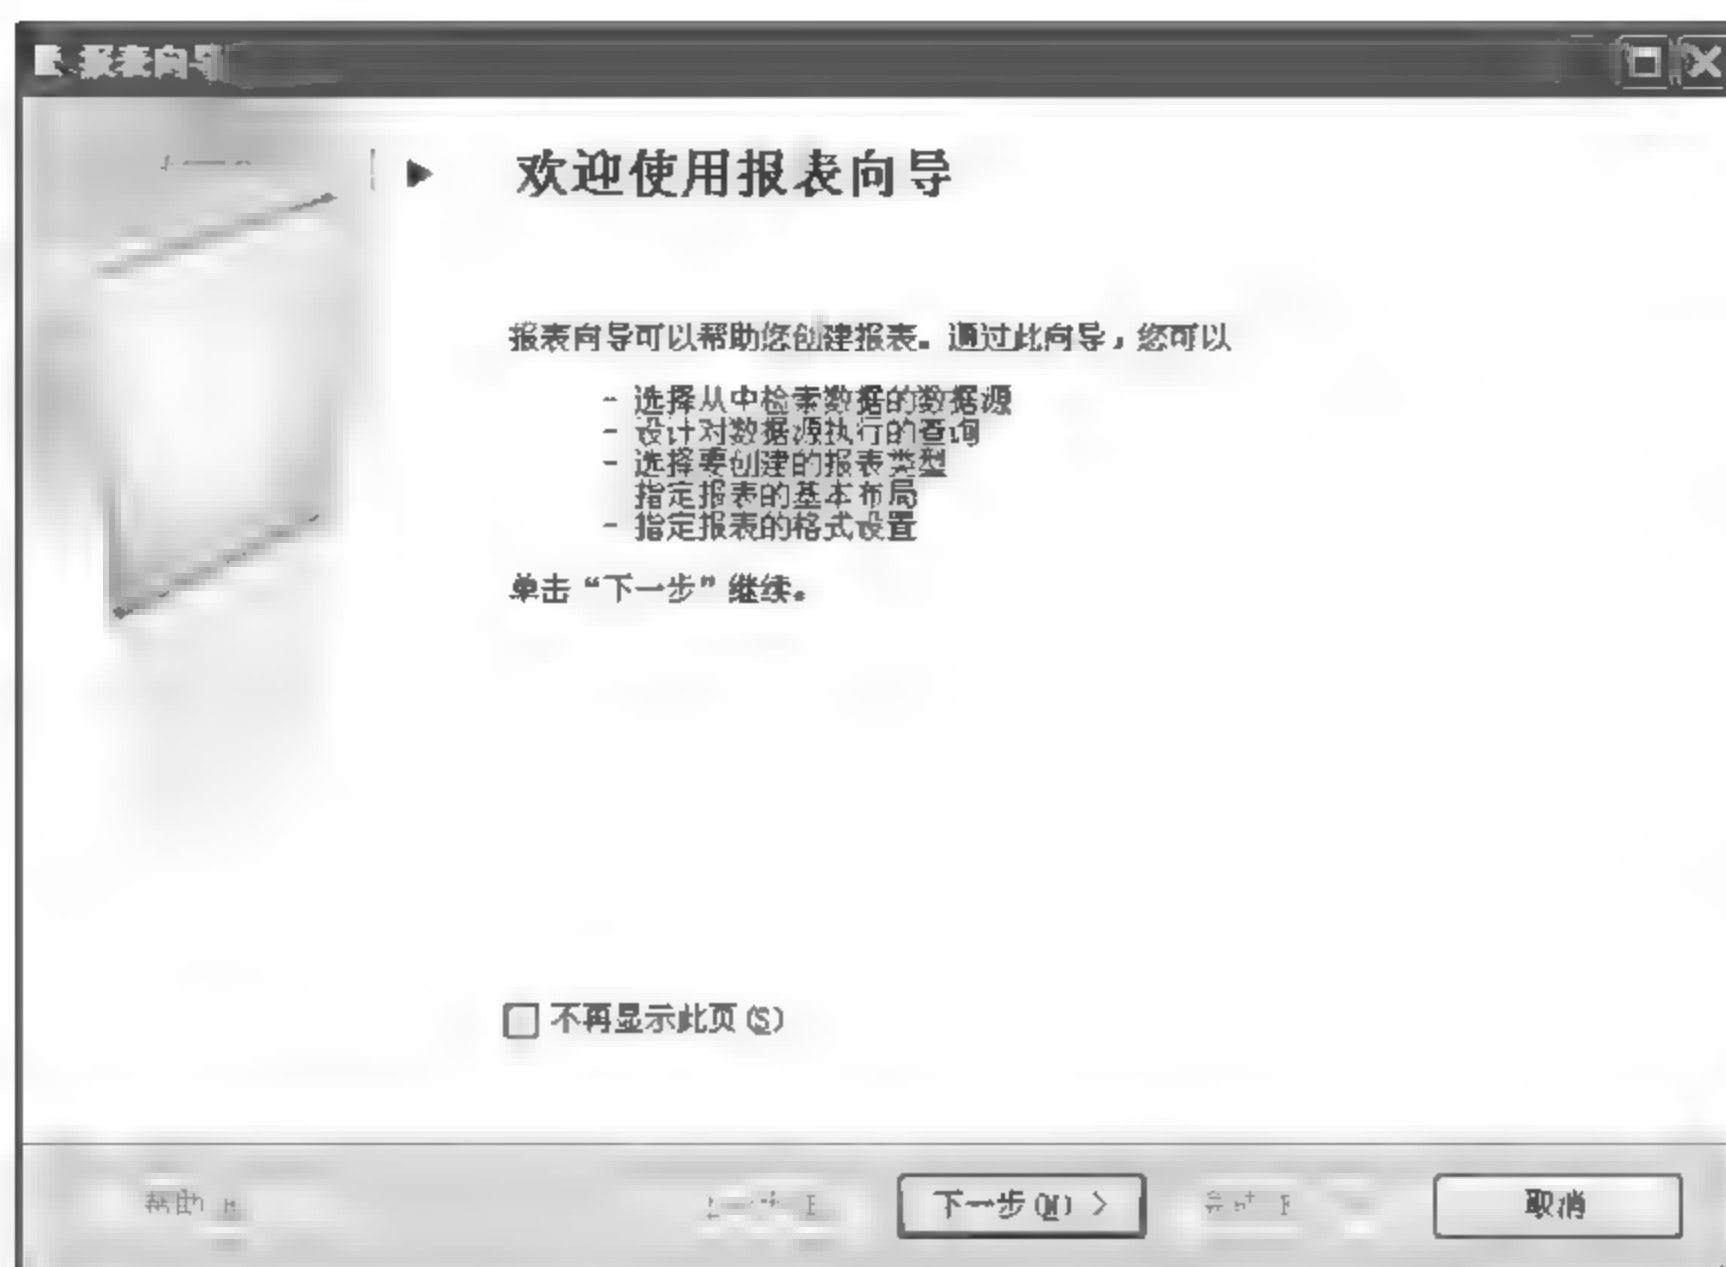 报表向导
欢迎使用报表向导
报表向导可以帮助您创建报表。通过此向导，您可以
- 选择从中检索数据的数据源
- 设计对数据源执行的查询
- 选择要创建的报表类型
指定报表的基本布局
- 指定报表的格式设置
单击“下一步”继续。
不再显示此页(S)
帮助
下一步(N) >
取消